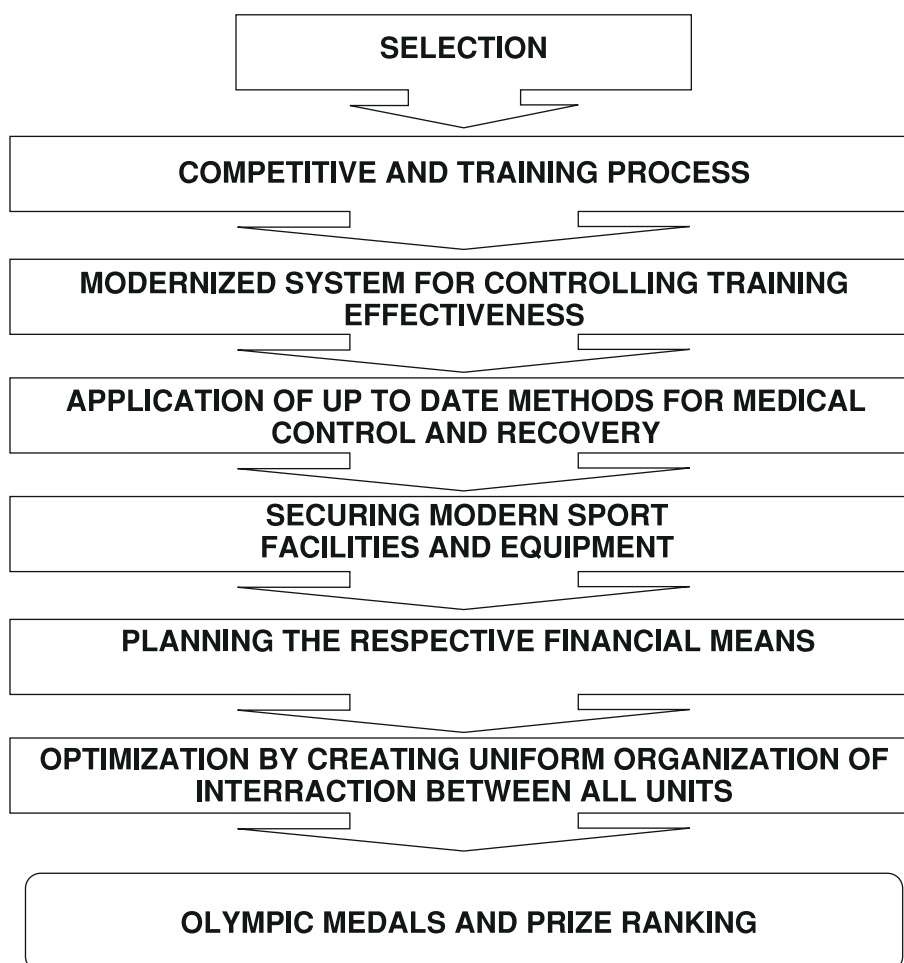 SELECTION
COMPETITIVE AND TRAINING PROCESS
MODERNIZED SYSTEM FOR CONTROLLING TRAINING
EFFECTIVENESS
APPLICATION OF UP TO DATE METHODS FOR MEDICAL
CONTROL AND RECOVERY
SECURING MODERN SPORT
FACILITIES AND EQUIPMENT
PLANNING THE RESPECTIVE FINANCIAL MEANS
OPTIMIZATION BY CREATING UNIFORM ORGANIZATION OF
INTERRACTION BETWEEN ALL UNITS
OLYMPIC MEDALS AND PRIZE RANKING